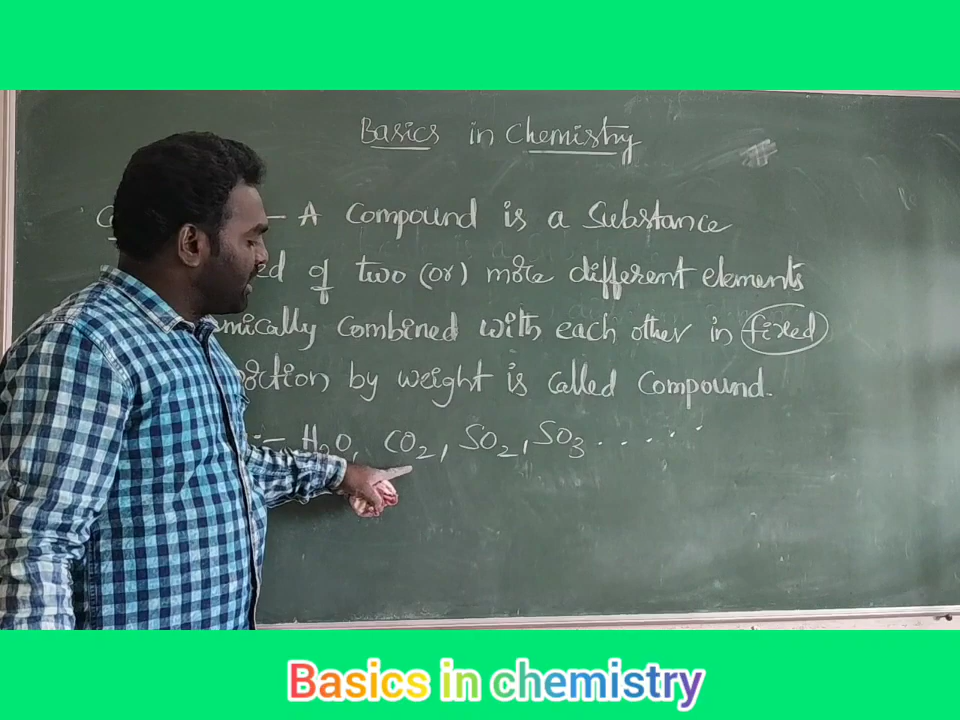 Basics in Chemistry
- A Compound is a Substance
of two (or) more different elements
combined with each other in fixed
by weight is called Compound.
:- H₂O, CO₂, SO₂, SO₃ . . . . .
Basics in chemistry